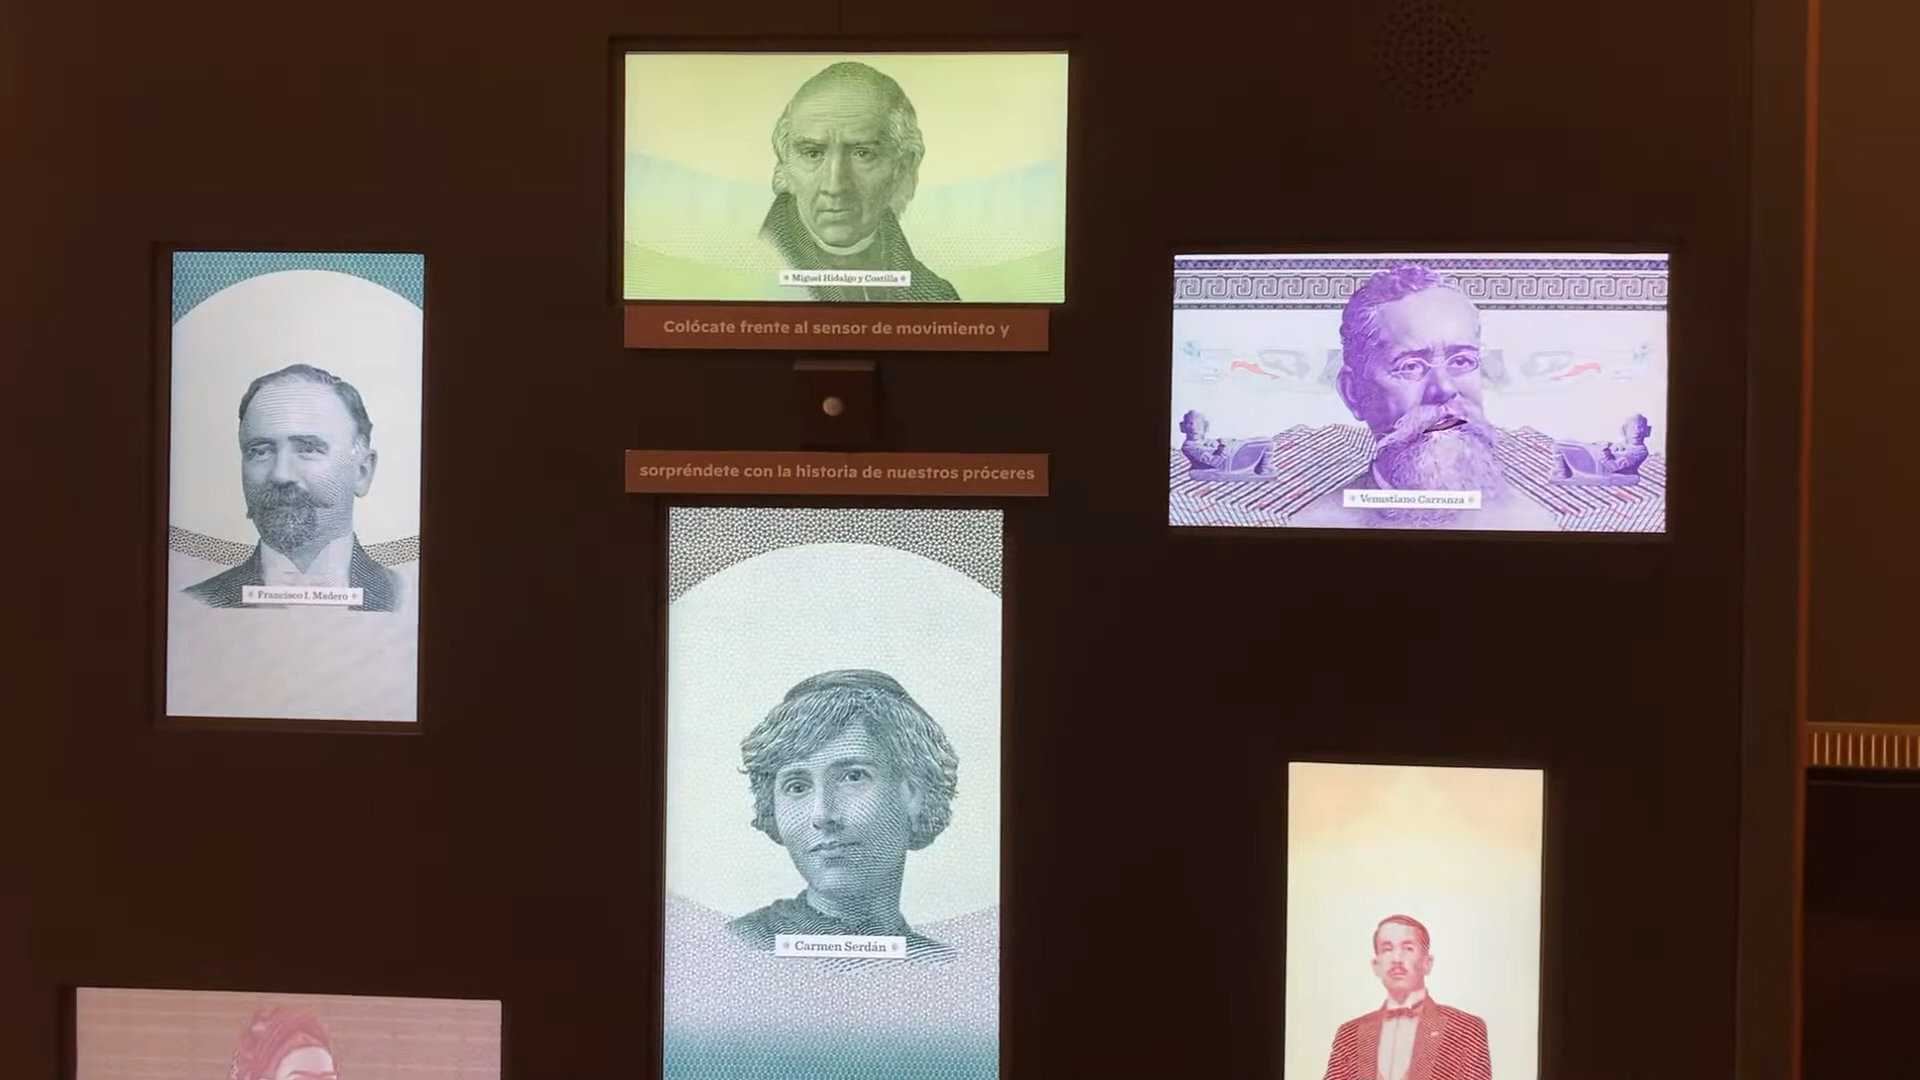 Miguel Hidalgo y Costilla
Colócate frente al sensor de movimiento y
sorpréndete con la historia de nuestros próceres
Francisco I. Madero
Venustiano Carranza
Carmen Serdán